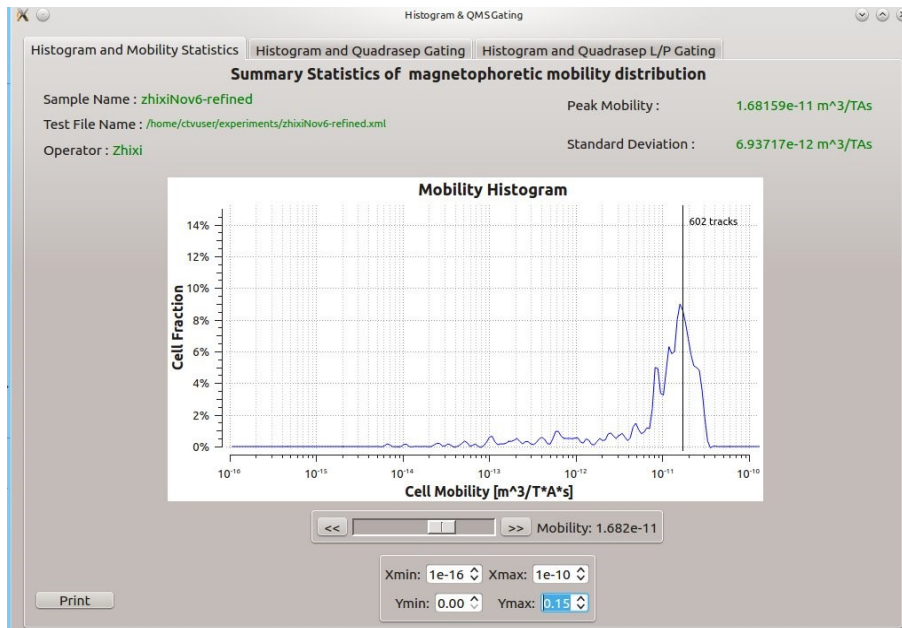 Histogram & QMSGating
Histogram and Mobility Statistics
Histogram and Quadrasep Gating
Histogram and Quadrasep L/P Gating
Summary Statistics of magnetophoretic mobility distribution
Sample Name : zhixiNov6-refined
Test File Name : /home/ctvuser/experiments/zhixiNov6-refined.xml
Operator : Zhixi
Peak Mobility : 1.68159e-11 m^3/TAs
Standard Deviation : 6.93717e-12 m^3/TAs
Mobility Histogram
602 tracks
14%
12%
10%
8%
6%
4%
2%
0%
Cell Fraction
10-16 10-15 10-14 10-13 10-12 10-11 10-10
Cell Mobility [m^3/T*A*s]
<< >> Mobility: 1.682e-11
Xmin: 1e-16 Xmax: 1e-10
Ymin: 0.00 Ymax: 0.15
Print